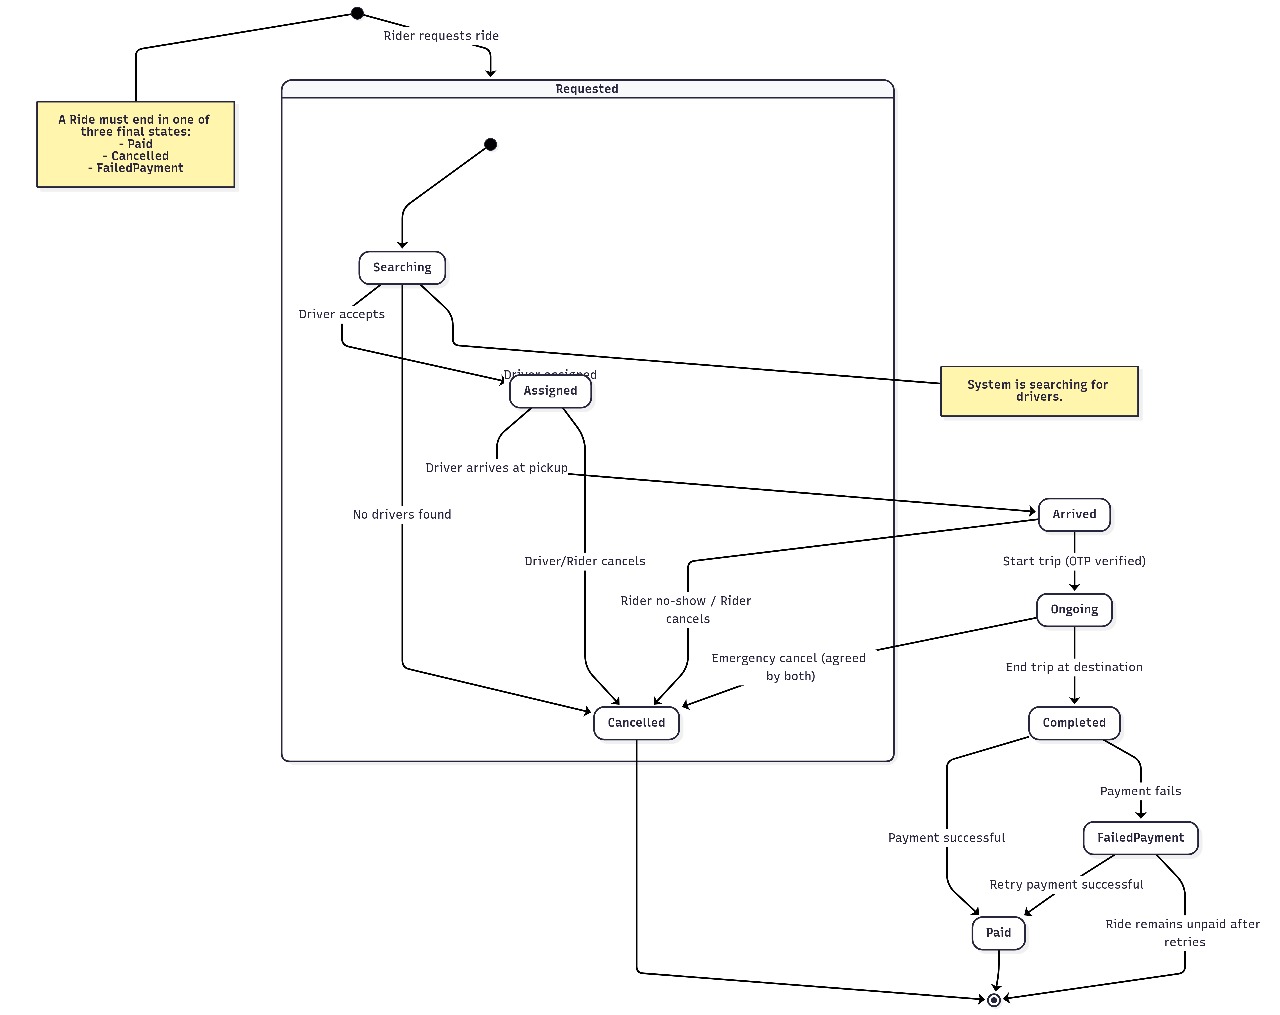 Rider requests ride
Requested
A Ride must end in one of
three final states:
- Paid
- Cancelled
- FailedPayment
Searching
Driver accepts
Driver assigned
Assigned
System is searching for
drivers.
Driver arrives at pickup
No drivers found
Arrived
Driver/Rider cancels
Start trip (OTP verified)
Rider no-show / Rider
cancels
Ongoing
Emergency cancel (agreed
by both)
End trip at destination
Cancelled
Completed
Payment fails
Payment successful
FailedPayment
Retry payment successful
Paid
Ride remains unpaid after
retries